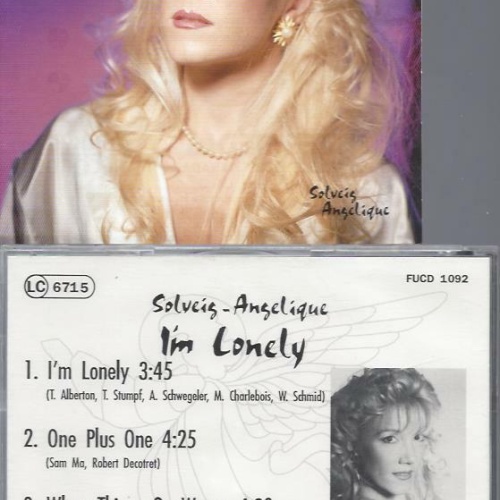 Solveig
Angelique
LC 6715
FUCD 1092
Solveig-Angelique
I'm Lonely
1. I'm Lonely 3:45
(T. Alberton, T. Stumpf, A. Schwegeler, M. Charlebois, W. Schmid)
2. One Plus One 4:25
(Sam Ma, Robert Decotret)